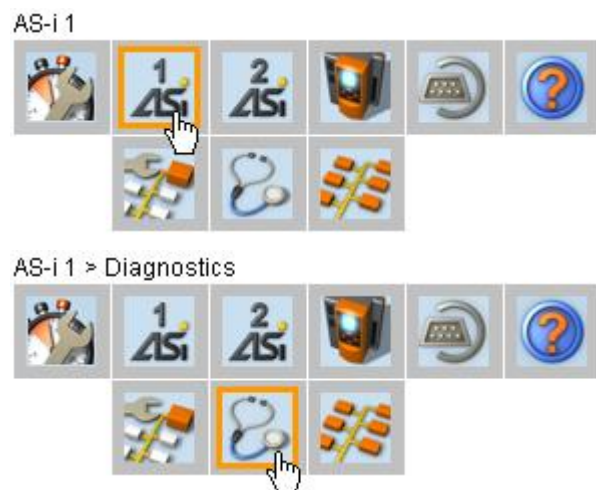 AS-i 1
1 ASi 2 ASi ?
AS-i 1 > Diagnostics
1 ASi 2 ASi ?